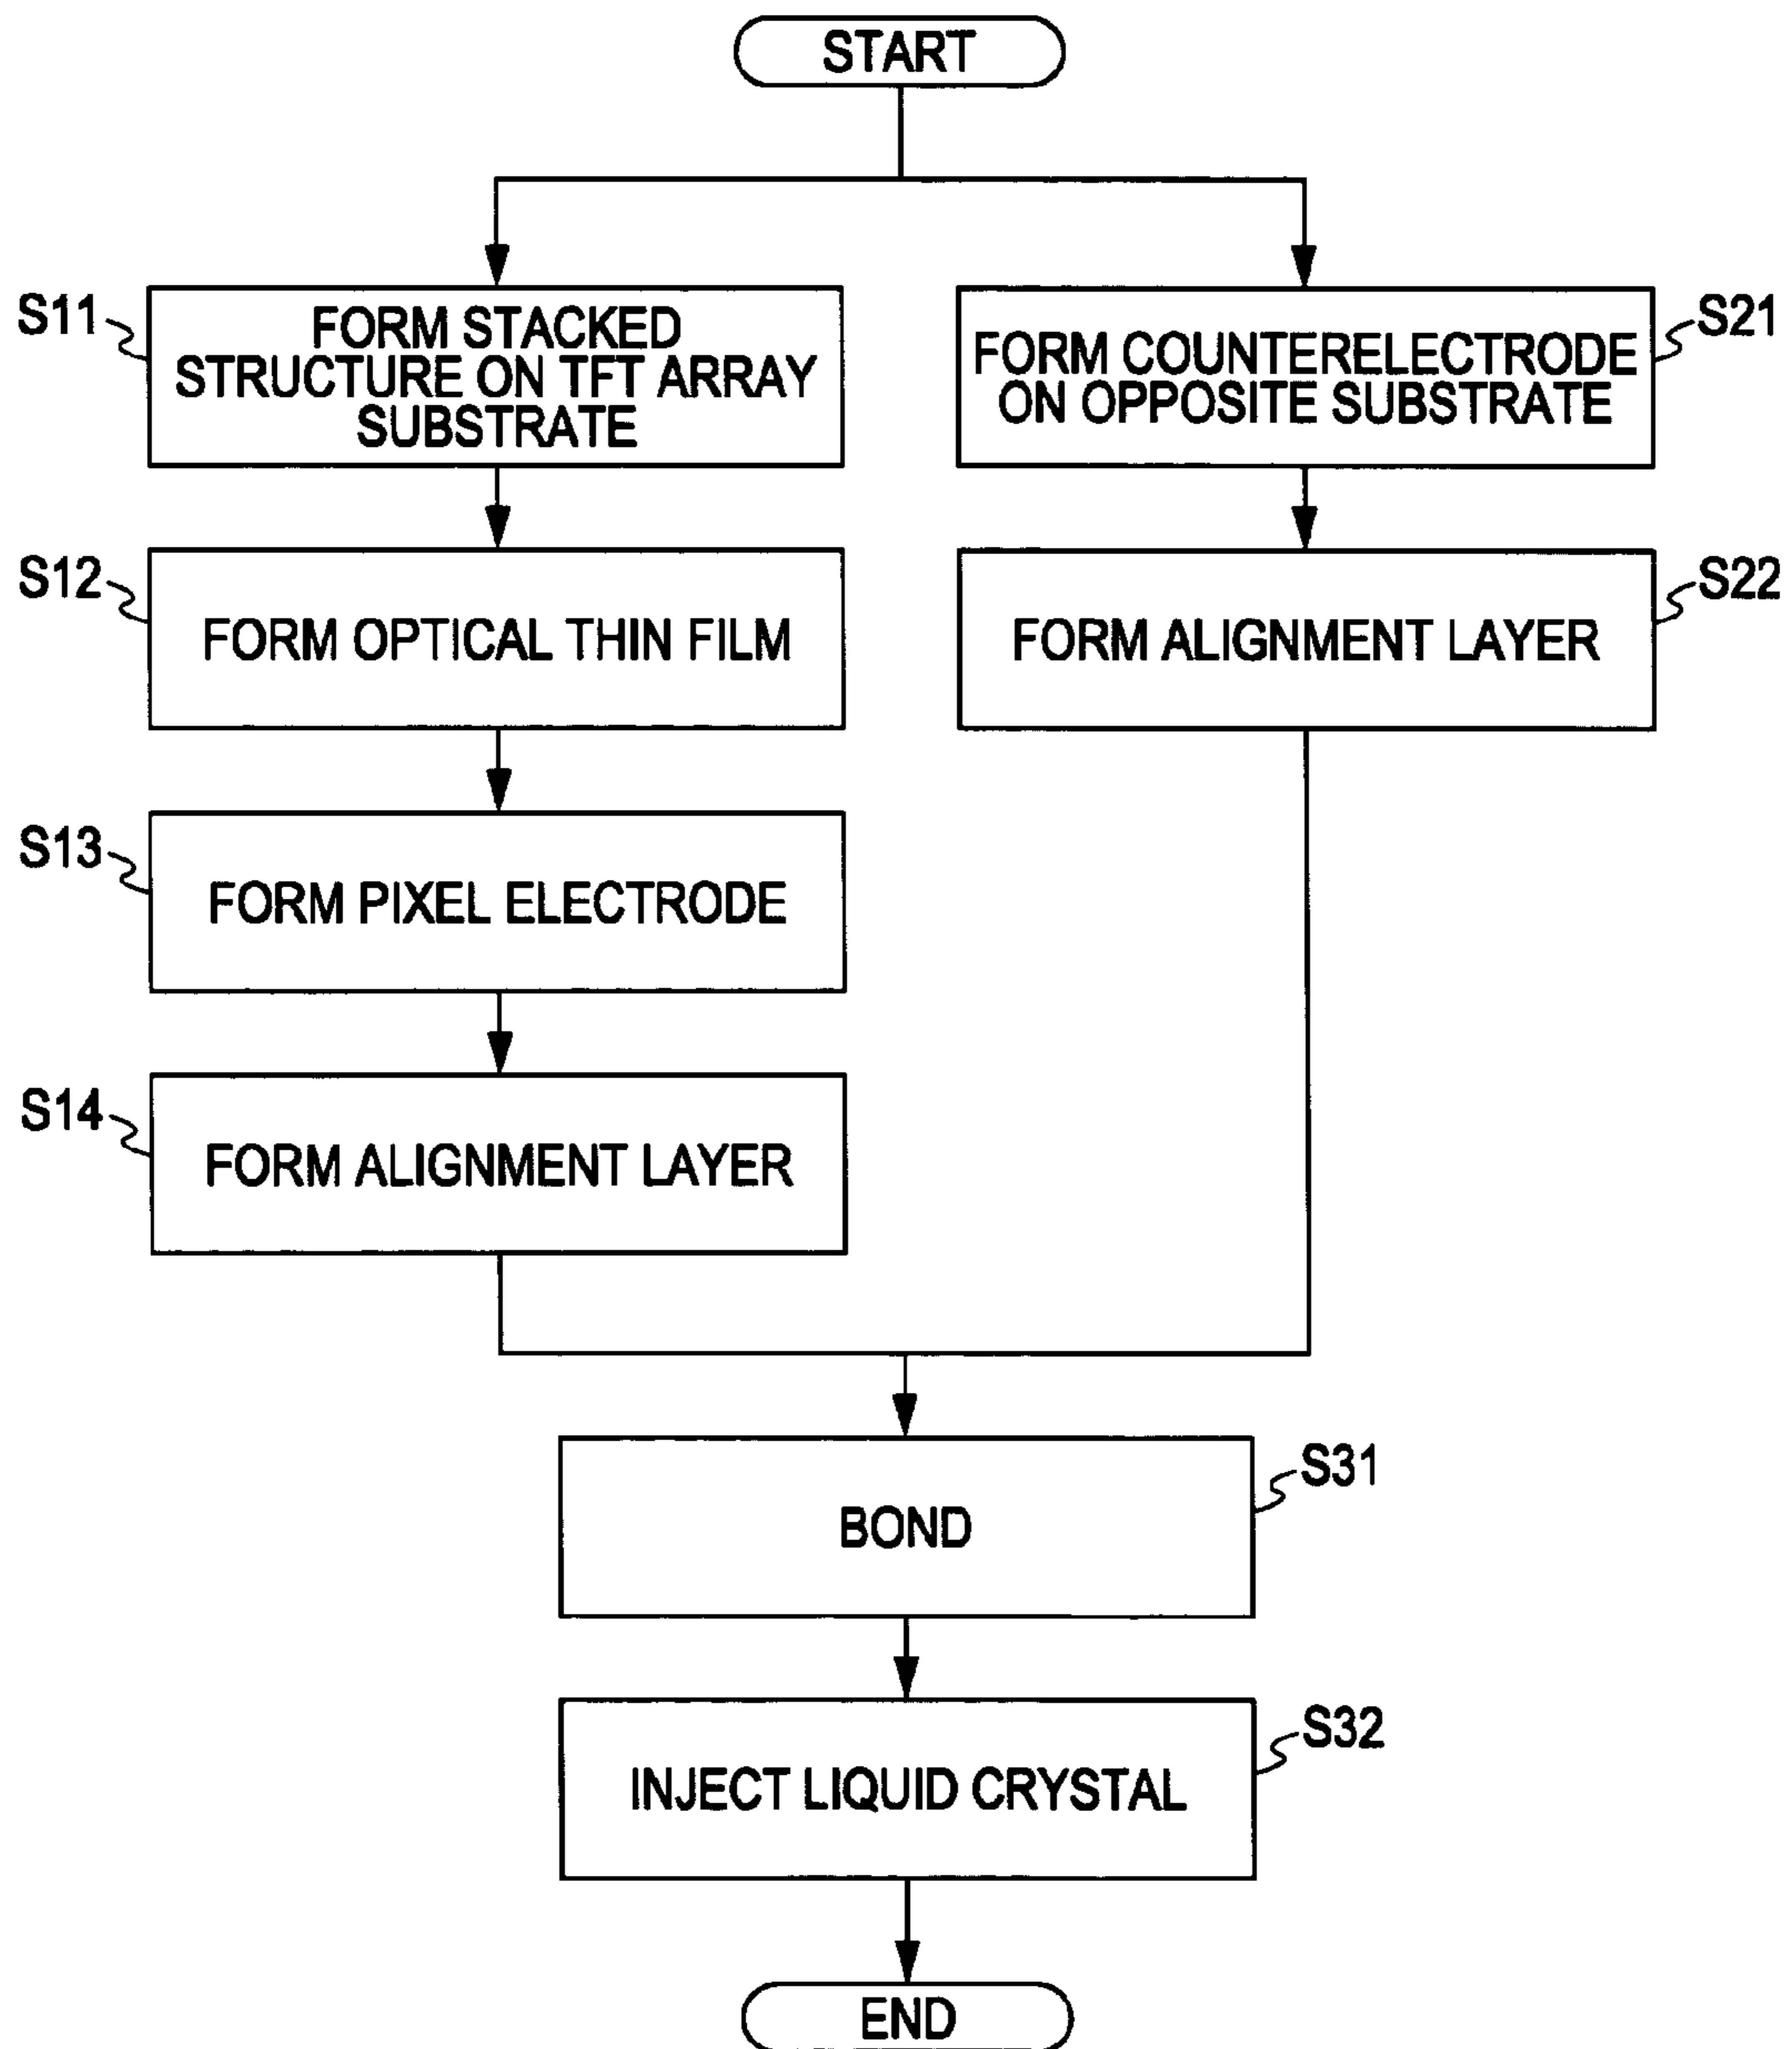 START
S11
FORM STACKED
STRUCTURE ON TFT ARRAY
SUBSTRATE
S12
FORM OPTICAL THIN FILM
S13
FORM PIXEL ELECTRODE
S14
FORM ALIGNMENT LAYER
S21
FORM COUNTERELECTRODE
ON OPPOSITE SUBSTRATE
S22
FORM ALIGNMENT LAYER
S31
BOND
S32
INJECT LIQUID CRYSTAL
END